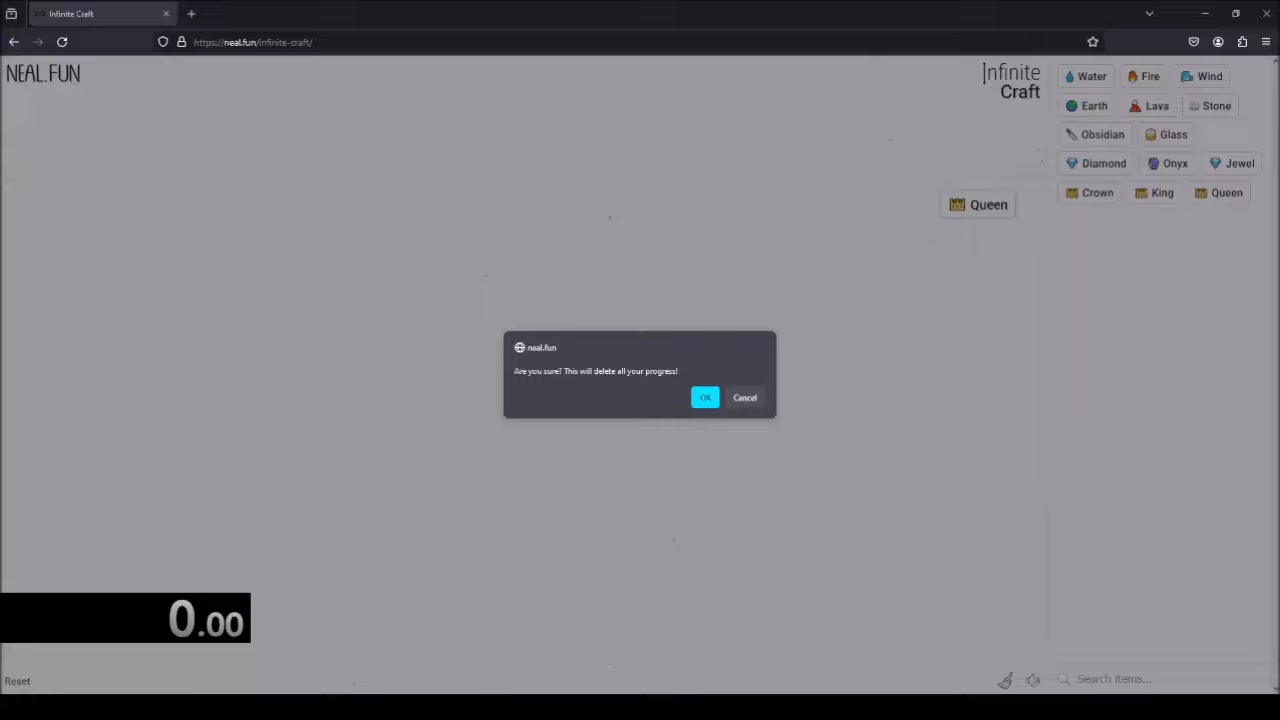 Infinite Craft
https://neal.fun/infinite-craft/
NEAL.FUN
Infinite
Craft
Water
Fire
Wind
Earth
Lava
Stone
Obsidian
Glass
Diamond
Onyx
Jewel
Crown
King
Queen
Queen
neal.fun
Are you sure? This will delete all your progress!
OK
Cancel
0.00
Reset
Search items...